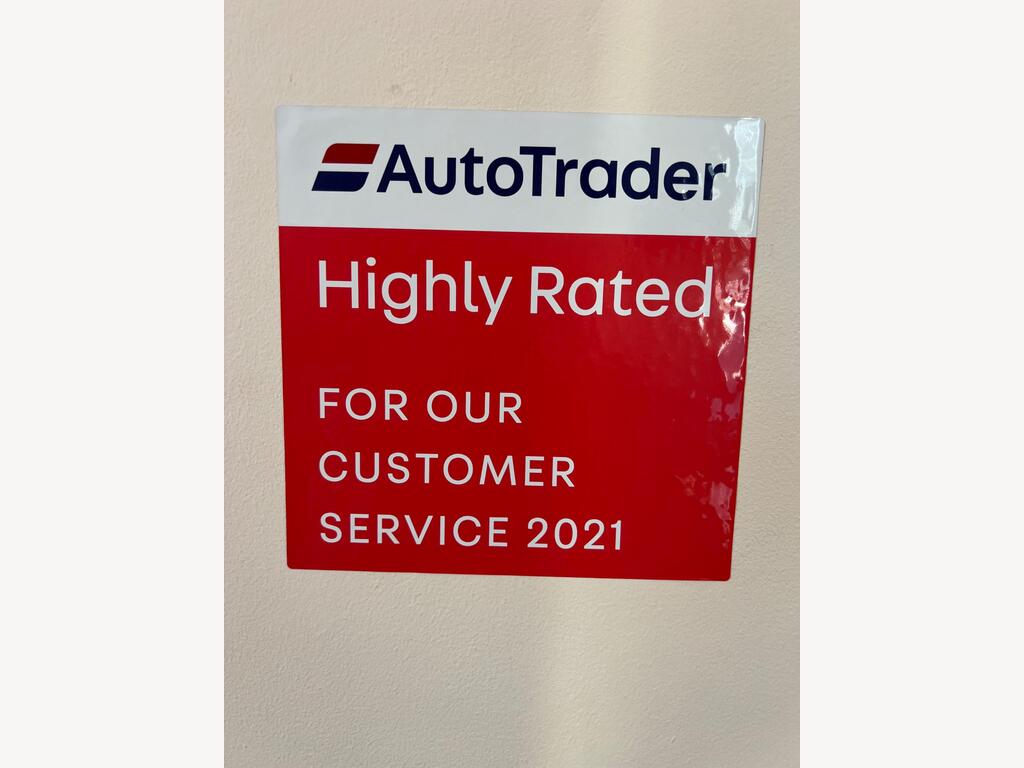 AutoTrader
Highly Rated
FOR OUR
CUSTOMER
SERVICE 2021